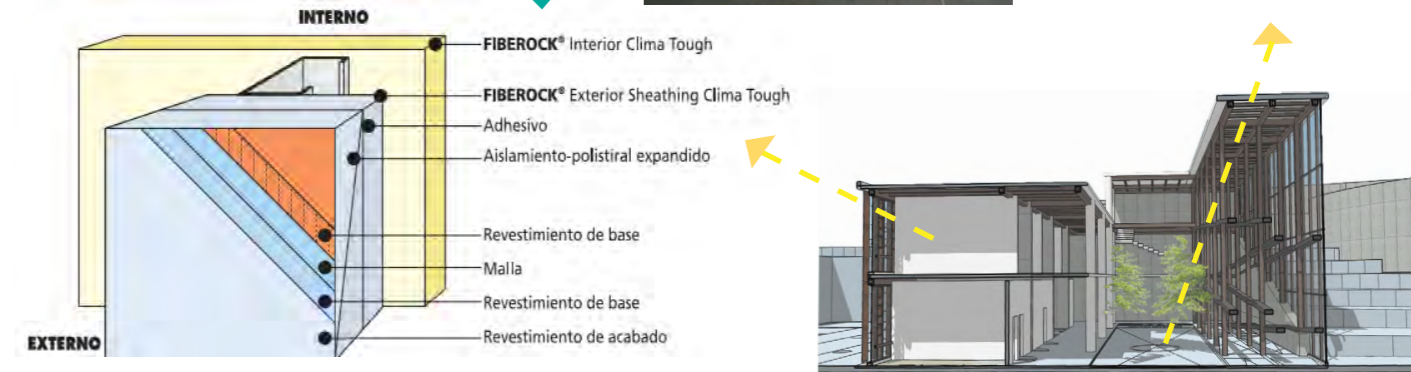 INTERNO
FIBEROCK® Interior Clima Tough
FIBEROCK® Exterior Sheathing Clima Tough
Adhesivo
Aislamiento-polistiral expandido
Revestimiento de base
Malla
Revestimiento de base
Revestimiento de acabado
EXTERNO